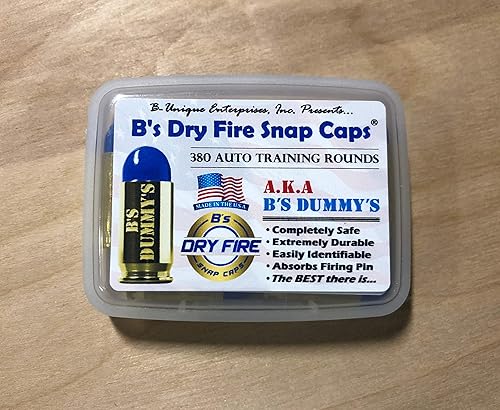 B-Unique Enterprises, Inc. Presents...
B's Dry Fire Snap Caps®
380 AUTO TRAINING ROUNDS
B'S
DUMMY'S
MADE IN THE U.S.A
A.K.A
B'S DUMMY'S
B's
DRY FIRE
SNAP CAPS
• Completely Safe
• Extremely Durable
• Easily Identifiable
• Absorbs Firing Pin
• The BEST there is...